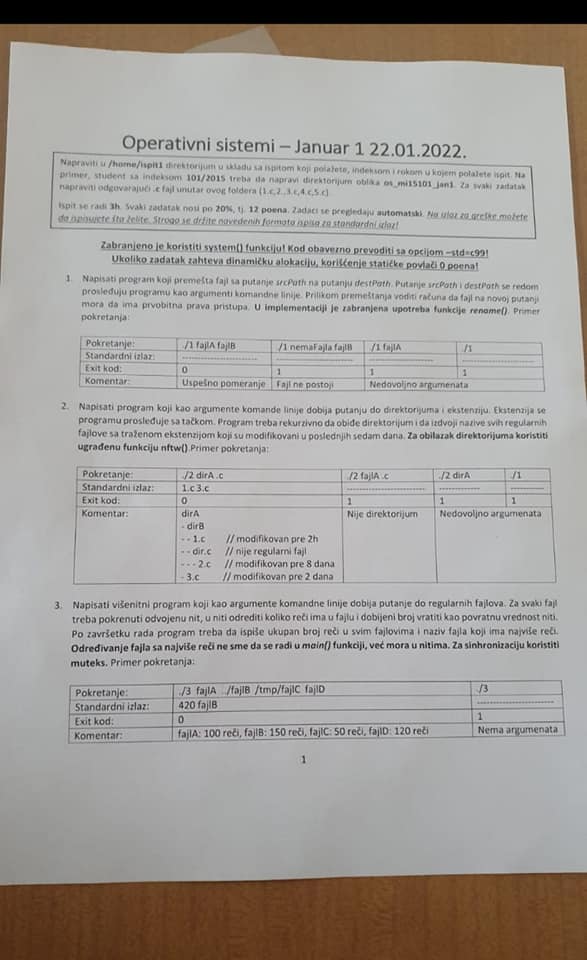 Operativni sistemi – Januar 1 22.01.2022.
Napraviti u /home/ispit1 direktorijum u skladu sa ispitom koji polažete, indeksom i rokom u kojem polažete ispit. Na
primer, student sa indeksom 101/2015 treba da napravi direktorijum oblika os_mi15101_jan1. Za svaki zadatak
napraviti odgovarajući .c fajl unutar ovog foldera (1.c,2.,3.c,4.c,5.c).
Ispit se radi 3h. Svaki zadatak nosi po 20%, tj. 12 poena. Zadaci se pregledaju automatski. Na ulaz za greške možete
da ispisujete šta želite. Strogo se držite navedenih formata ispisa za standardni izlaz!
Zabranjeno je koristiti system() funkciju! Kod obavezno prevoditi sa opcijom –std=c99!
Ukoliko zadatak zahteva dinamičku alokaciju, korišćenje statičke povlači 0 poena!
1. Napisati program koji premešta fajl sa putanje srcPath na putanju destPath. Putanje srcPath i destPath se redom
prosleđuju programu kao argumenti komandne linije. Prilikom premeštanja voditi računa da fajl na novoj putanji
mora da ima prvobitna prava pristupa. U implementaciji je zabranjena upotreba funkcije rename(). Primer
pokretanja:
Pokretanje: ./1 fajlA fajlB ./1 nemaFajla fajlB ./1 fajlA ./1
Standardni izlaz: ------------------------ ------------------------ ------------------------ ------------------------
Exit kod: 0 1 1 1
Komentar: Uspešno pomeranje Fajl ne postoji Nedovoljno argumenata
2. Napisati program koji kao argumente komande linije dobija putanju do direktorijuma i ekstenziju. Ekstenzija se
programu prosleđuje sa tačkom. Program treba rekurzivno da obiđe direktorijum i da izdvoji nazive svih regularnih
fajlove sa traženom ekstenzijom koji su modifikovani u poslednjih sedam dana. Za obilazak direktorijuma koristiti
ugrađenu funkciju nftw().Primer pokretanja:
Pokretanje: ./2 dirA .c ./2 fajlA .c ./2 dirA ./1
Standardni izlaz: 1.c 3.c ------------------------ ------------- -------------
Exit kod: 0 1 1 1
Komentar: dirA Nije direktorijum Nedovoljno argumenata
- dirB
- - 1.c // modifikovan pre 2h
- - dir.c // nije regularni fajl
- - - 2.c // modifikovan pre 8 dana
- 3.c // modifikovan pre 2 dana
3. Napisati višenitni program koji kao argumente komandne linije dobija putanje do regularnih fajlova. Za svaki fajl
treba pokrenuti odvojenu nit, u niti odrediti koliko reči ima u fajlu i dobijeni broj vratiti kao povratnu vrednost niti.
Po završetku rada program treba da ispiše ukupan broj reči u svim fajlovima i naziv fajla koji ima najviše reči.
Određivanje fajla sa najviše reči ne sme da se radi u main() funkciji, već mora u nitima. Za sinhronizaciju koristiti
muteks. Primer pokretanja:
Pokretanje: ./3 fajlA ../fajlB /tmp/fajlC fajlD ./3
Standardni izlaz: 420 fajlB ------------------------
Exit kod: 0 1
Komentar: fajlA: 100 reči, fajlB: 150 reči, fajlC: 50 reči, fajlD: 120 reči Nema argumenata
1